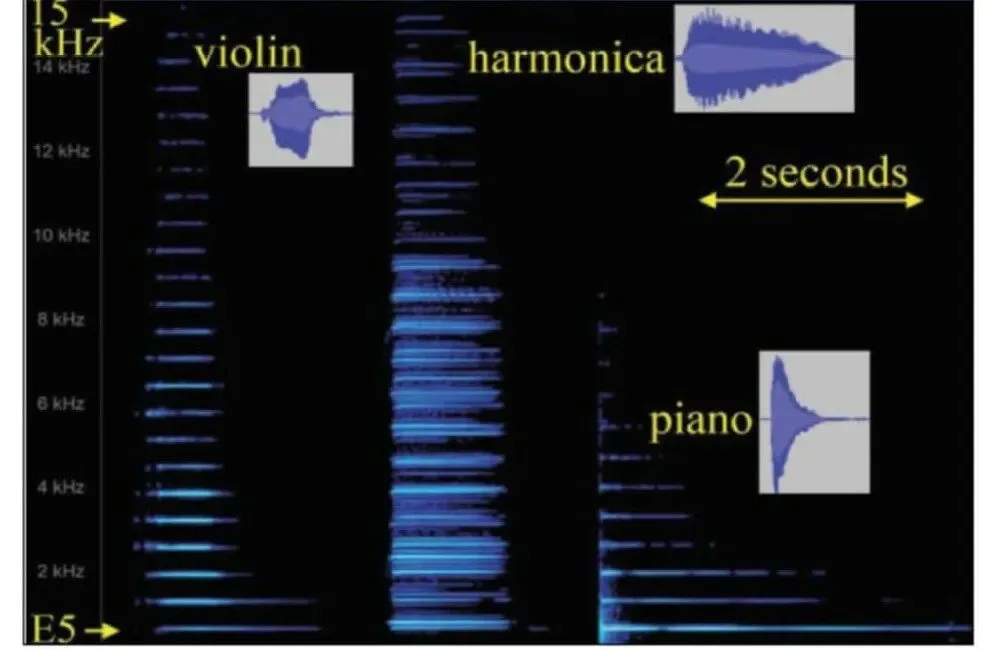 15
kHz
14 kHz
violin
harmonica
12 kHz
2 seconds
10 kHz
8 kHz
6 kHz
piano
4 kHz
2 kHz
E5